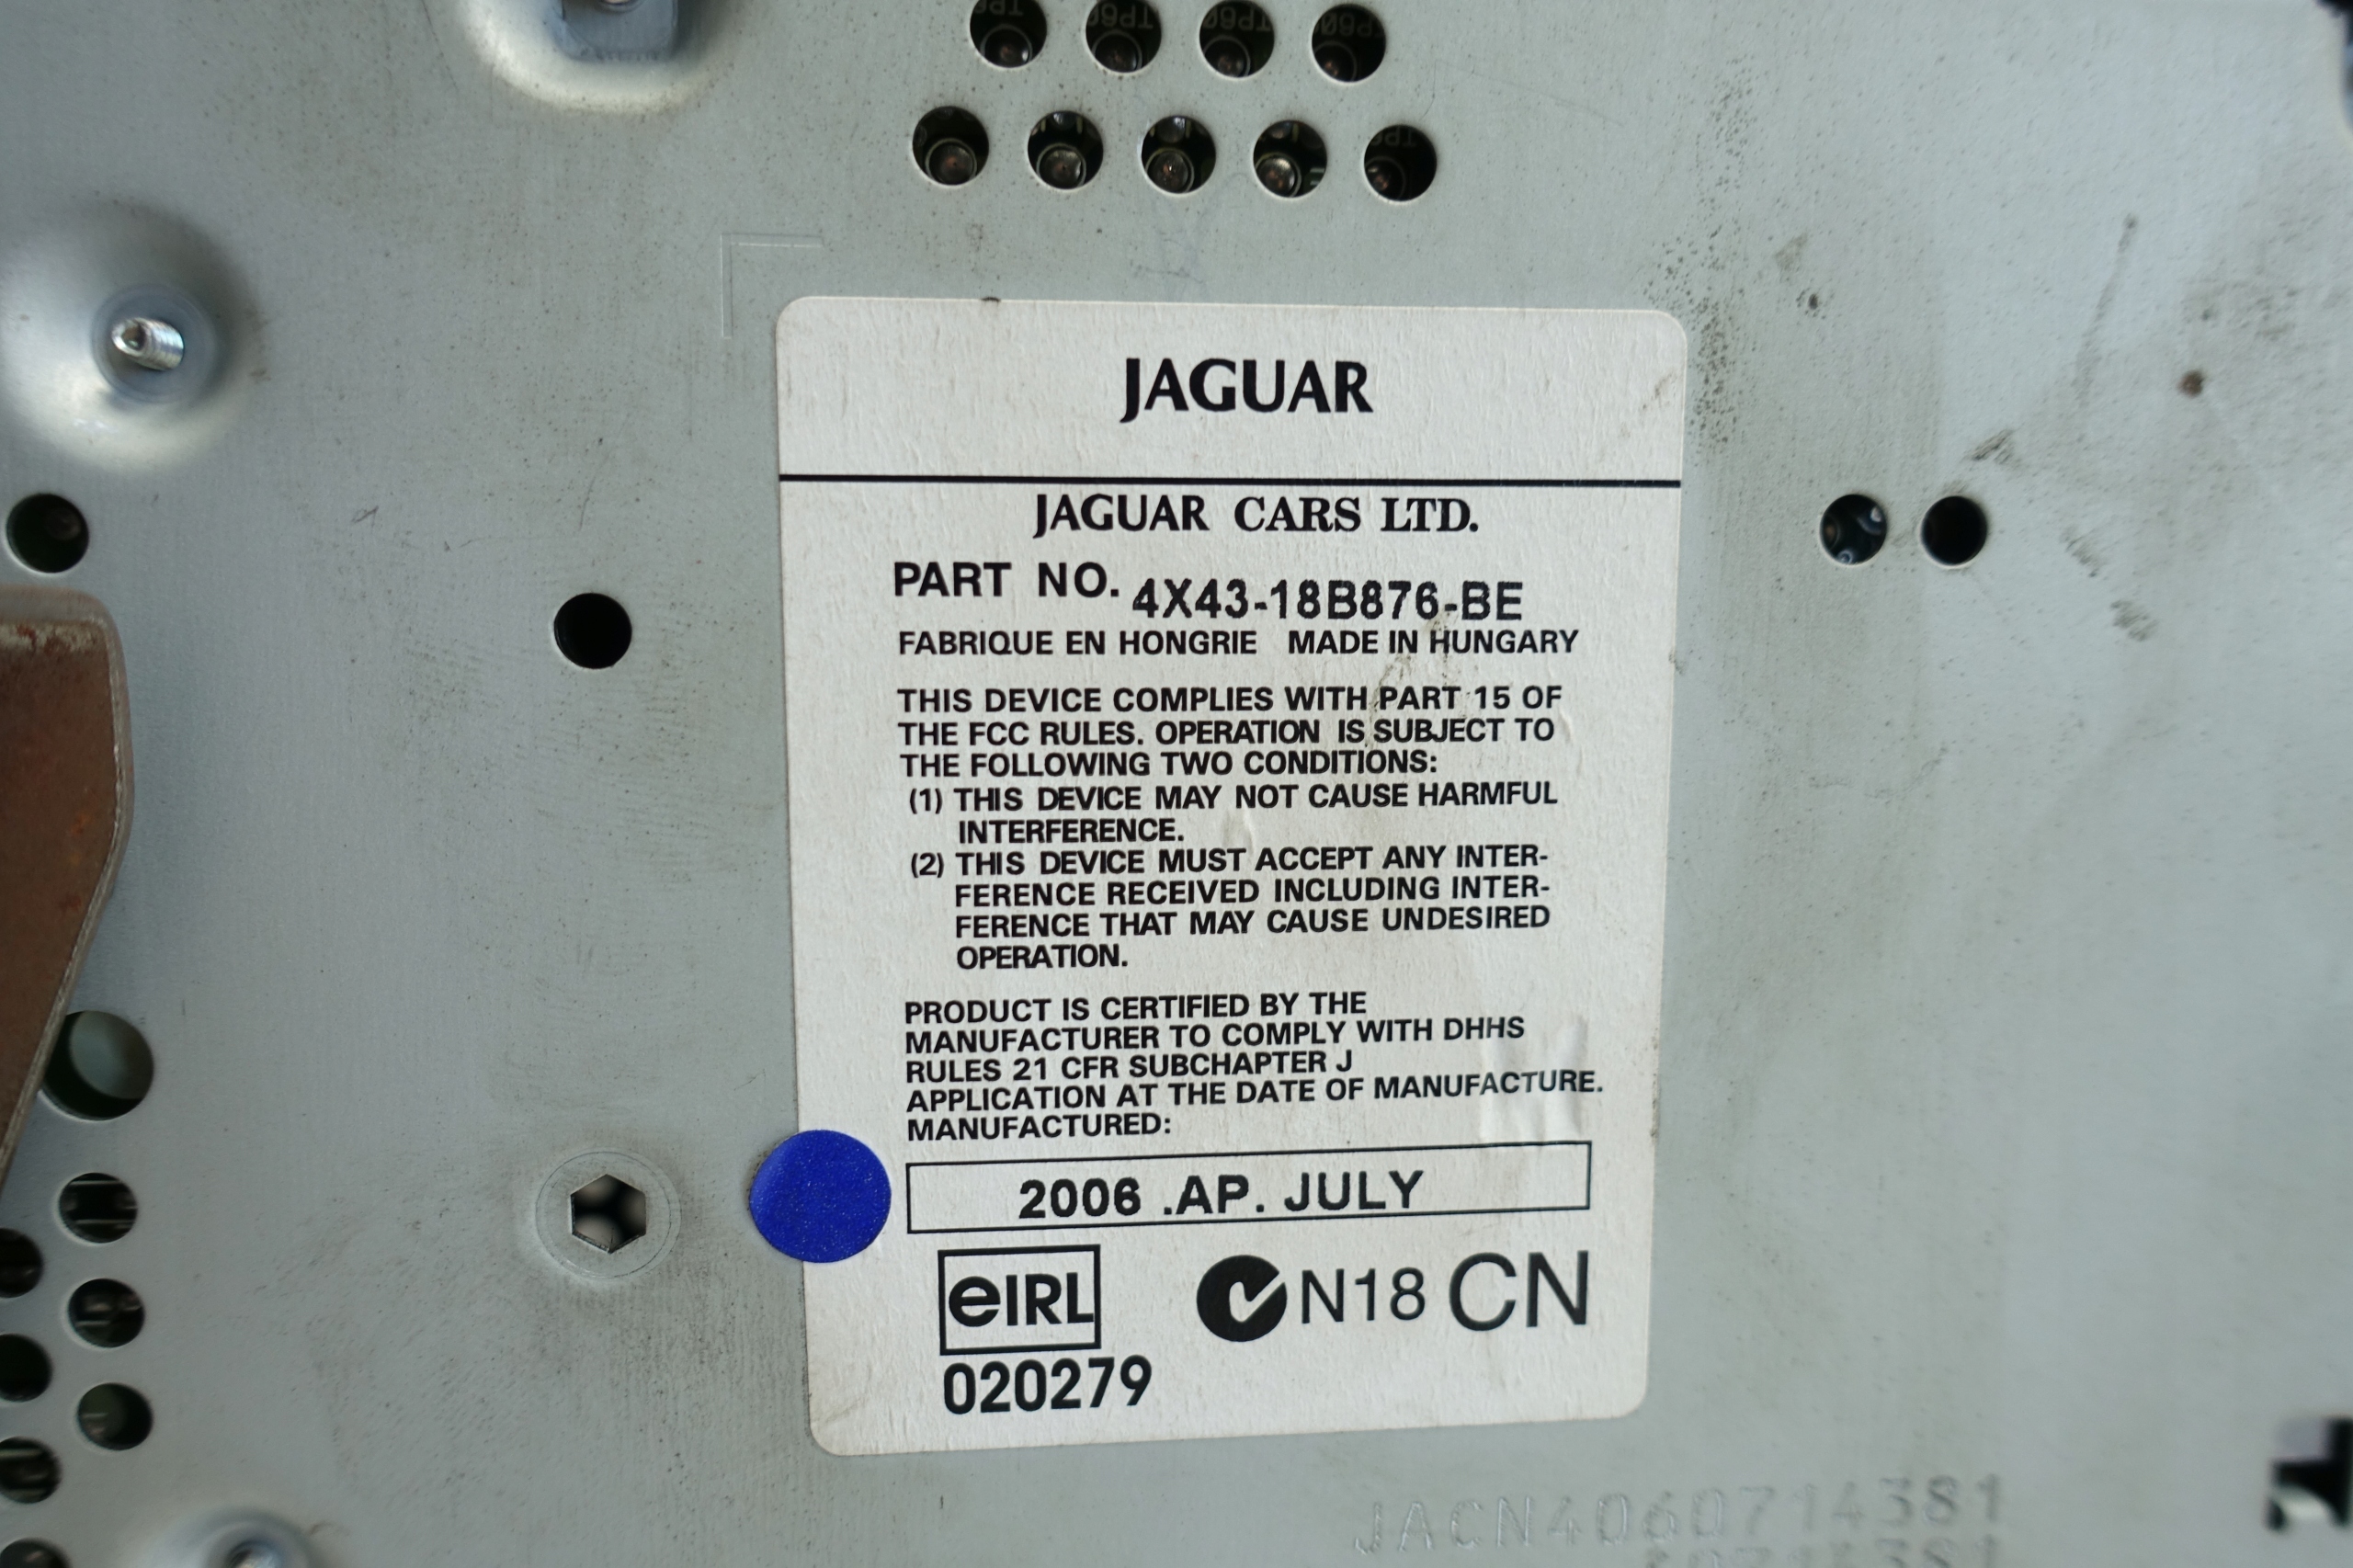 JAGUAR
JAGUAR CARS LTD.
PART NO. 4X43-18B876-BE
FABRIQUE EN HONGRIE MADE IN HUNGARY
THIS DEVICE COMPLIES WITH PART 15 OF
THE FCC RULES. OPERATION IS SUBJECT TO
THE FOLLOWING TWO CONDITIONS:
(1) THIS DEVICE MAY NOT CAUSE HARMFUL
INTERFERENCE.
(2) THIS DEVICE MUST ACCEPT ANY INTER-
FERENCE RECEIVED INCLUDING INTER-
FERENCE THAT MAY CAUSE UNDESIRED
OPERATION.
PRODUCT IS CERTIFIED BY THE
MANUFACTURER TO COMPLY WITH DHHS
RULES 21 CFR SUBCHAPTER J
APPLICATION AT THE DATE OF MANUFACTURE.
MANUFACTURED:
2006 .AP. JULY
eIRL N18 CN
020279
JACN4060714381